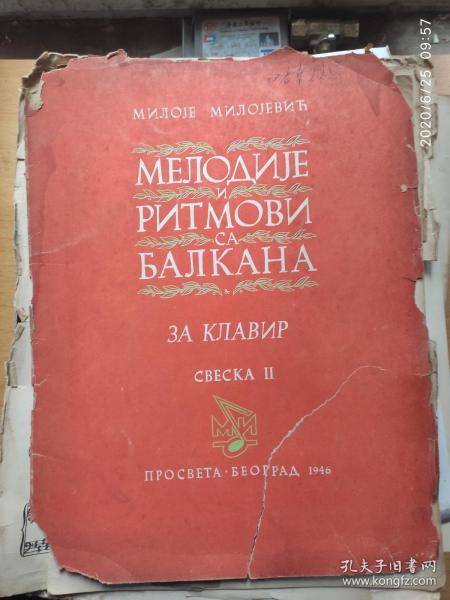 МИЛОЈЕ МИЛОЈЕВИЋ
МЕЛОДИЈЕ
И
РИТМОВИ
СА
БАЛКАНА
ЗА КЛАВИР
СВЕСКА II
МИ
ПРОСВЕТА · БЕОГРАД 1946
2020/6/25 09:57
孔夫子旧书网
www.kongfz.com